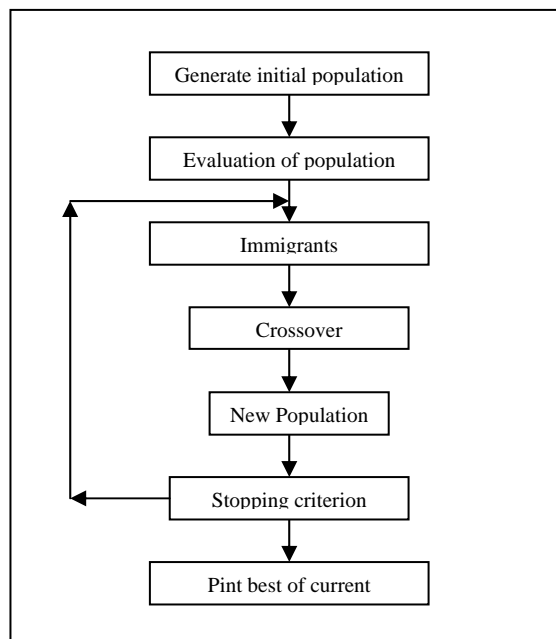 Generate initial population
Evaluation of population
Immigrants
Crossover
New Population
Stopping criterion
Pint best of current